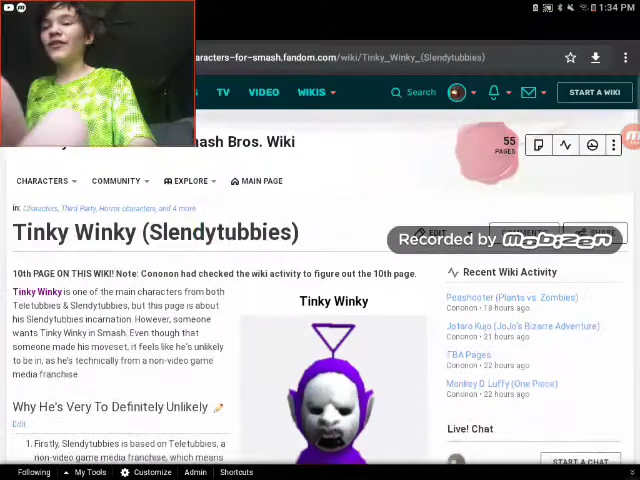 1:34 PM
aracters-for-smash.fandom.com/wiki/Tinky_Winky_(Slendytubbies)
TV VIDEO WIKIS Search START A WIKI
mash Bros. Wiki
55
PAGES
CHARACTERS COMMUNITY EXPLORE MAIN PAGE
in: Characters, Third Party, Horror characters, and 4 more
Tinky Winky (Slendytubbies)
EDIT COMMENTS SHARE
Recorded by mobizen
10th PAGE ON THIS WIKI! Note: Cononon had checked the wiki activity to figure out the 10th page.
Tinky Winky is one of the main characters from both
Teletubbies & Slendytubbies, but this page is about
his Slendytubbies incarnation. However, someone
wants Tinky Winky in Smash. Even though that
someone made his moveset, it feels like he's unlikely
to be in, as he's technically from a non-video game
media franchise.
Tinky Winky
Why He's Very To Definitely Unlikely
Edit
1. Firstly, Slendytubbies is based on Teletubbies, a
non-video game media franchise, which means
Recent Wiki Activity
Peashooter (Plants vs. Zombies)
Cononon • 18 hours ago
Jotaro Kujo (JoJo's Bizarre Adventure)
Cononon • 21 hours ago
FBA Pages
Cononon • 22 hours ago
Monkey D. Luffy (One Piece)
Cononon • 22 hours ago
Live! Chat
START A CHAT
Following My Tools Customize Admin Shortcuts